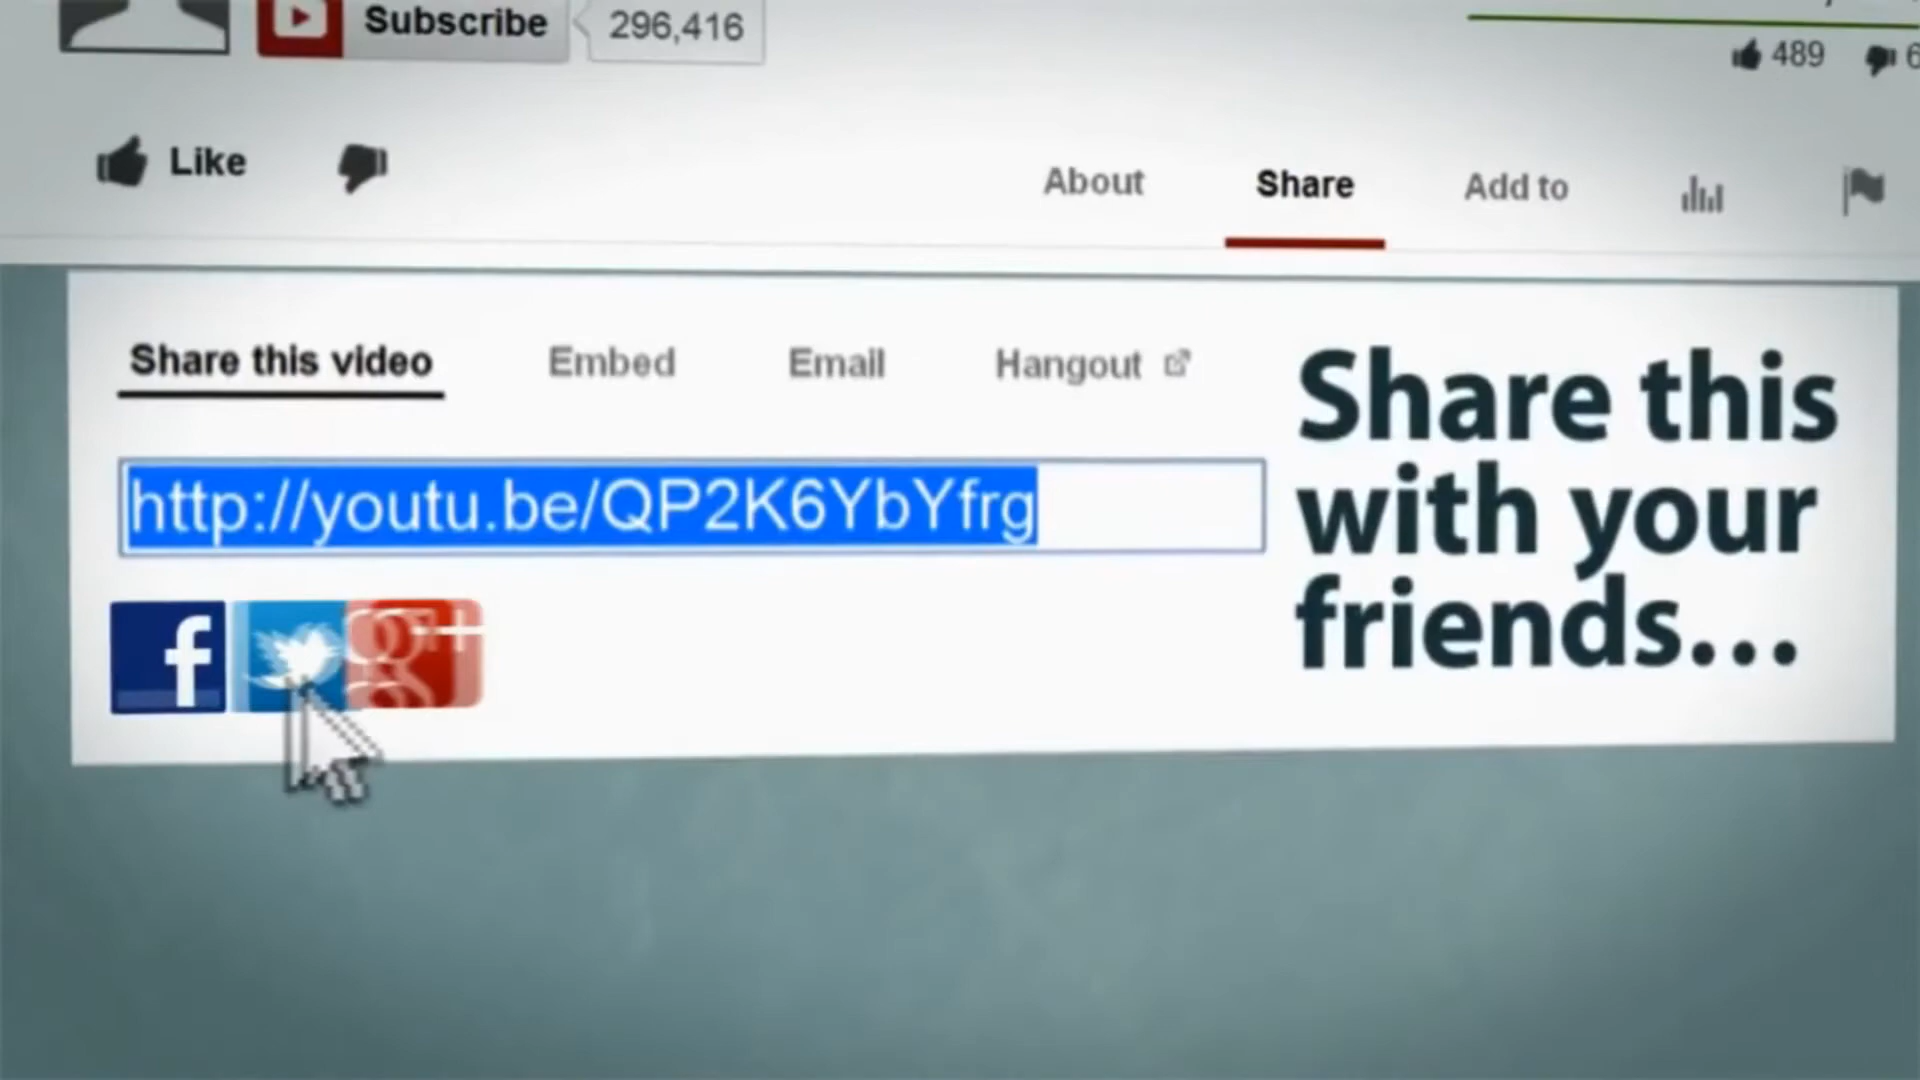 Subscribe 296,416
489
Like
About Share Add to
Share this video Embed Email Hangout
http://youtu.be/QP2K6YbYfrg
Share this
with your
friends...